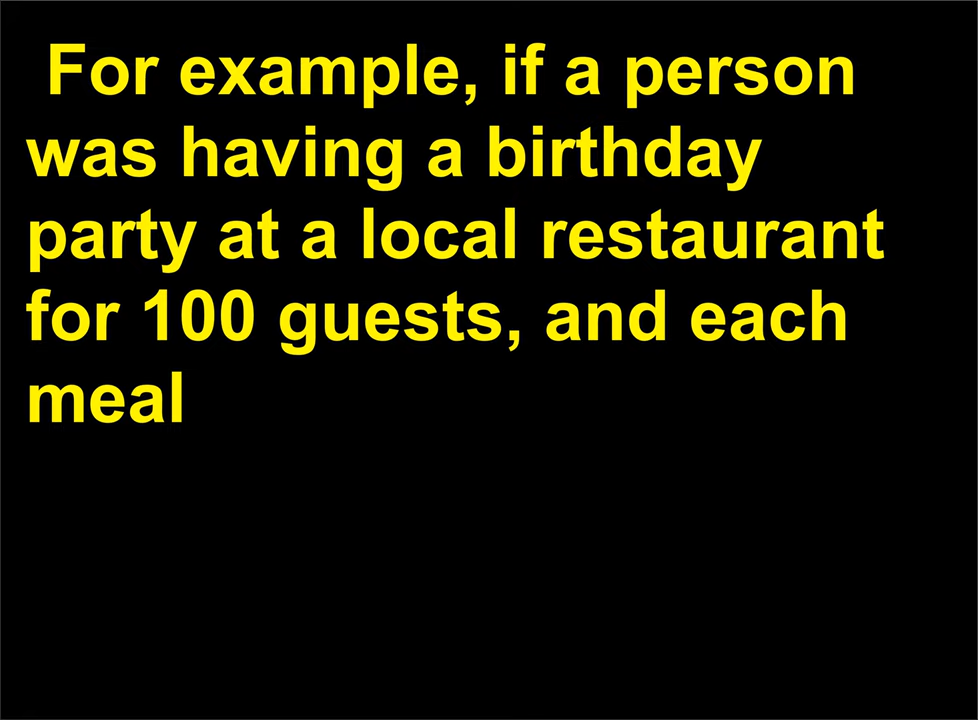 For example, if a person
was having a birthday
party at a local restaurant
for 100 guests, and each
meal